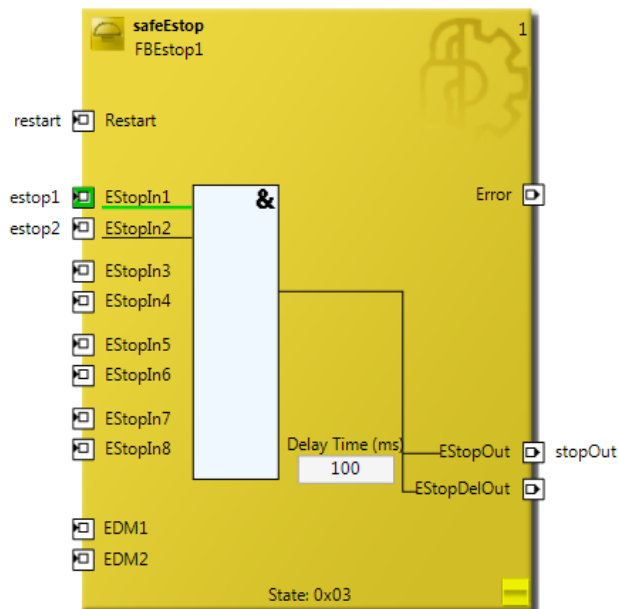 safeEstop
1
FBEstop1
restart Restart
estop1 EStopIn1 & Error
estop2 EStopIn2
EStopIn3
EStopIn4
EStopIn5
EStopIn6
EStopIn7
EStopIn8
Delay Time (ms)
100
EStopOut stopOut
EStopDelOut
EDM1
EDM2
State: 0x03